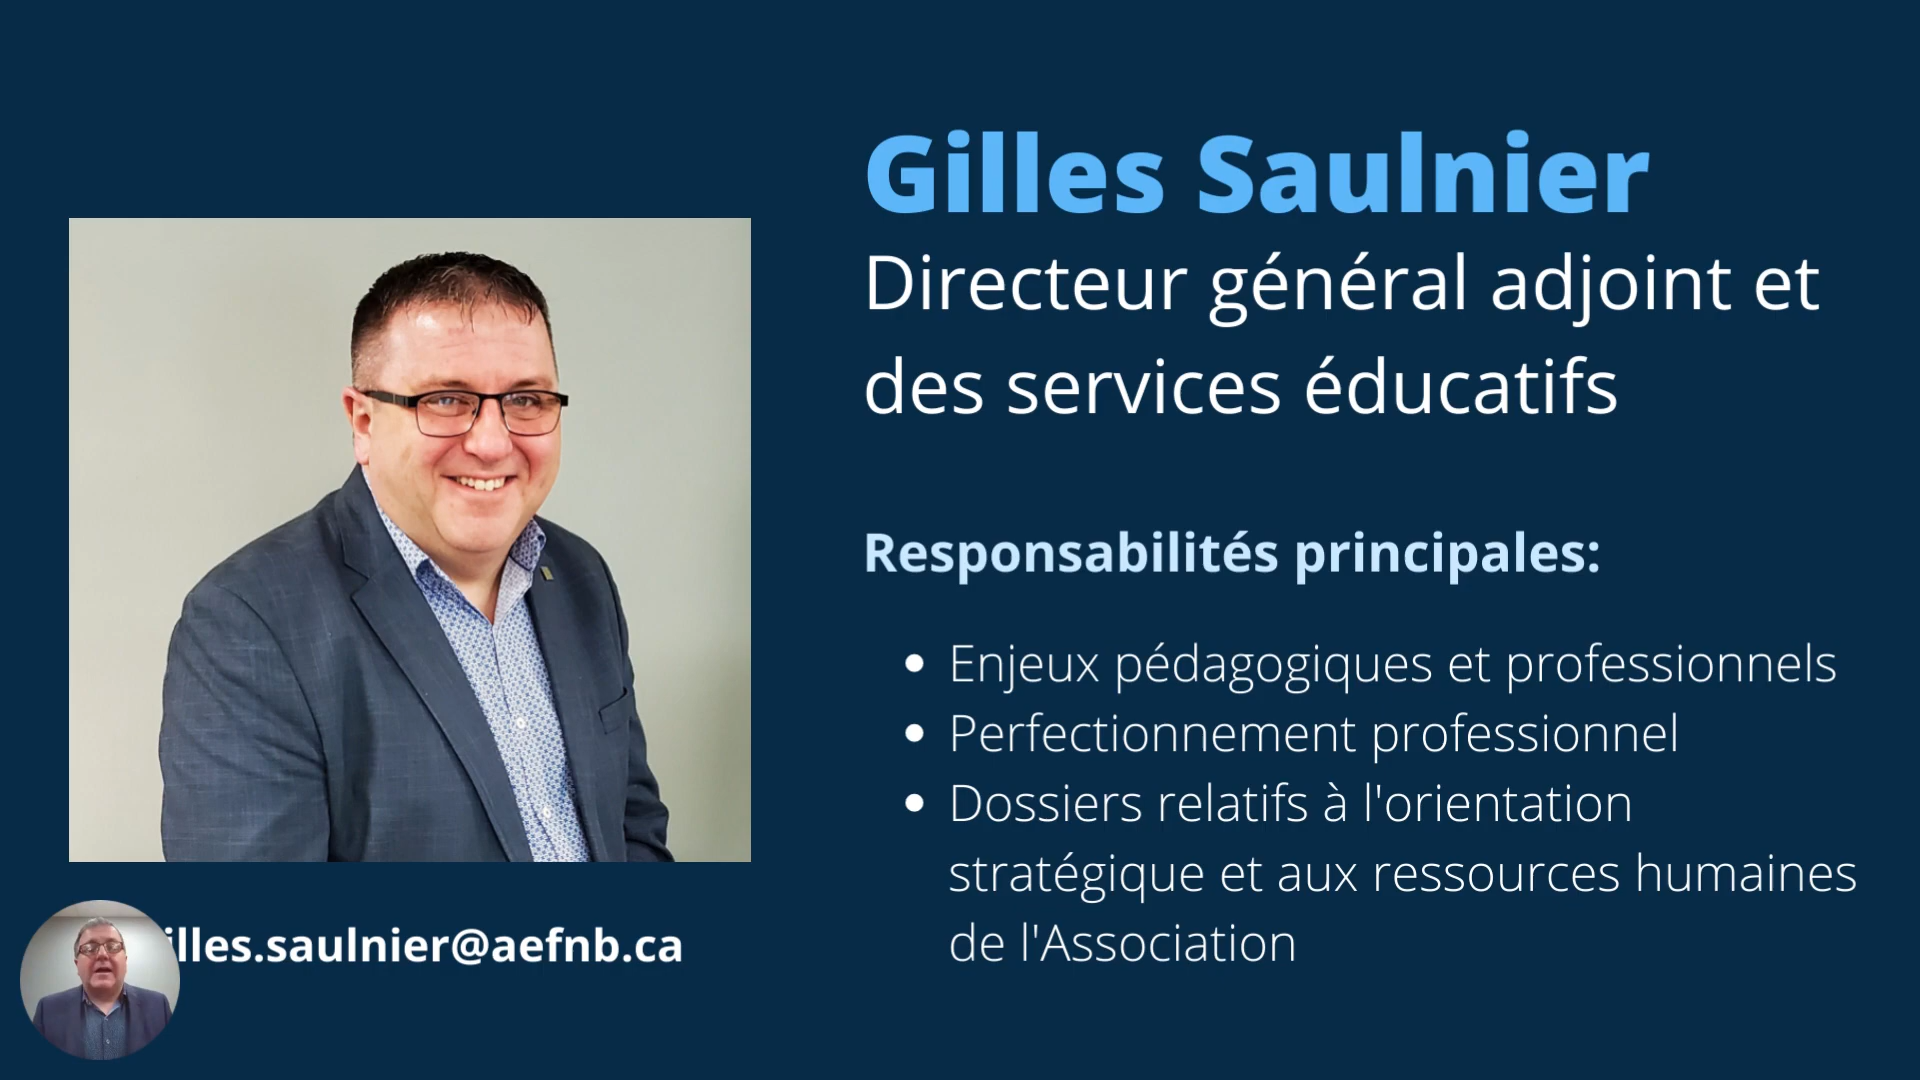 Gilles Saulnier
Directeur général adjoint et
des services éducatifs
Responsabilités principales:
• Enjeux pédagogiques et professionnels
• Perfectionnement professionnel
• Dossiers relatifs à l'orientation
stratégique et aux ressources humaines
de l'Association
illes.saulnier@aefnb.ca